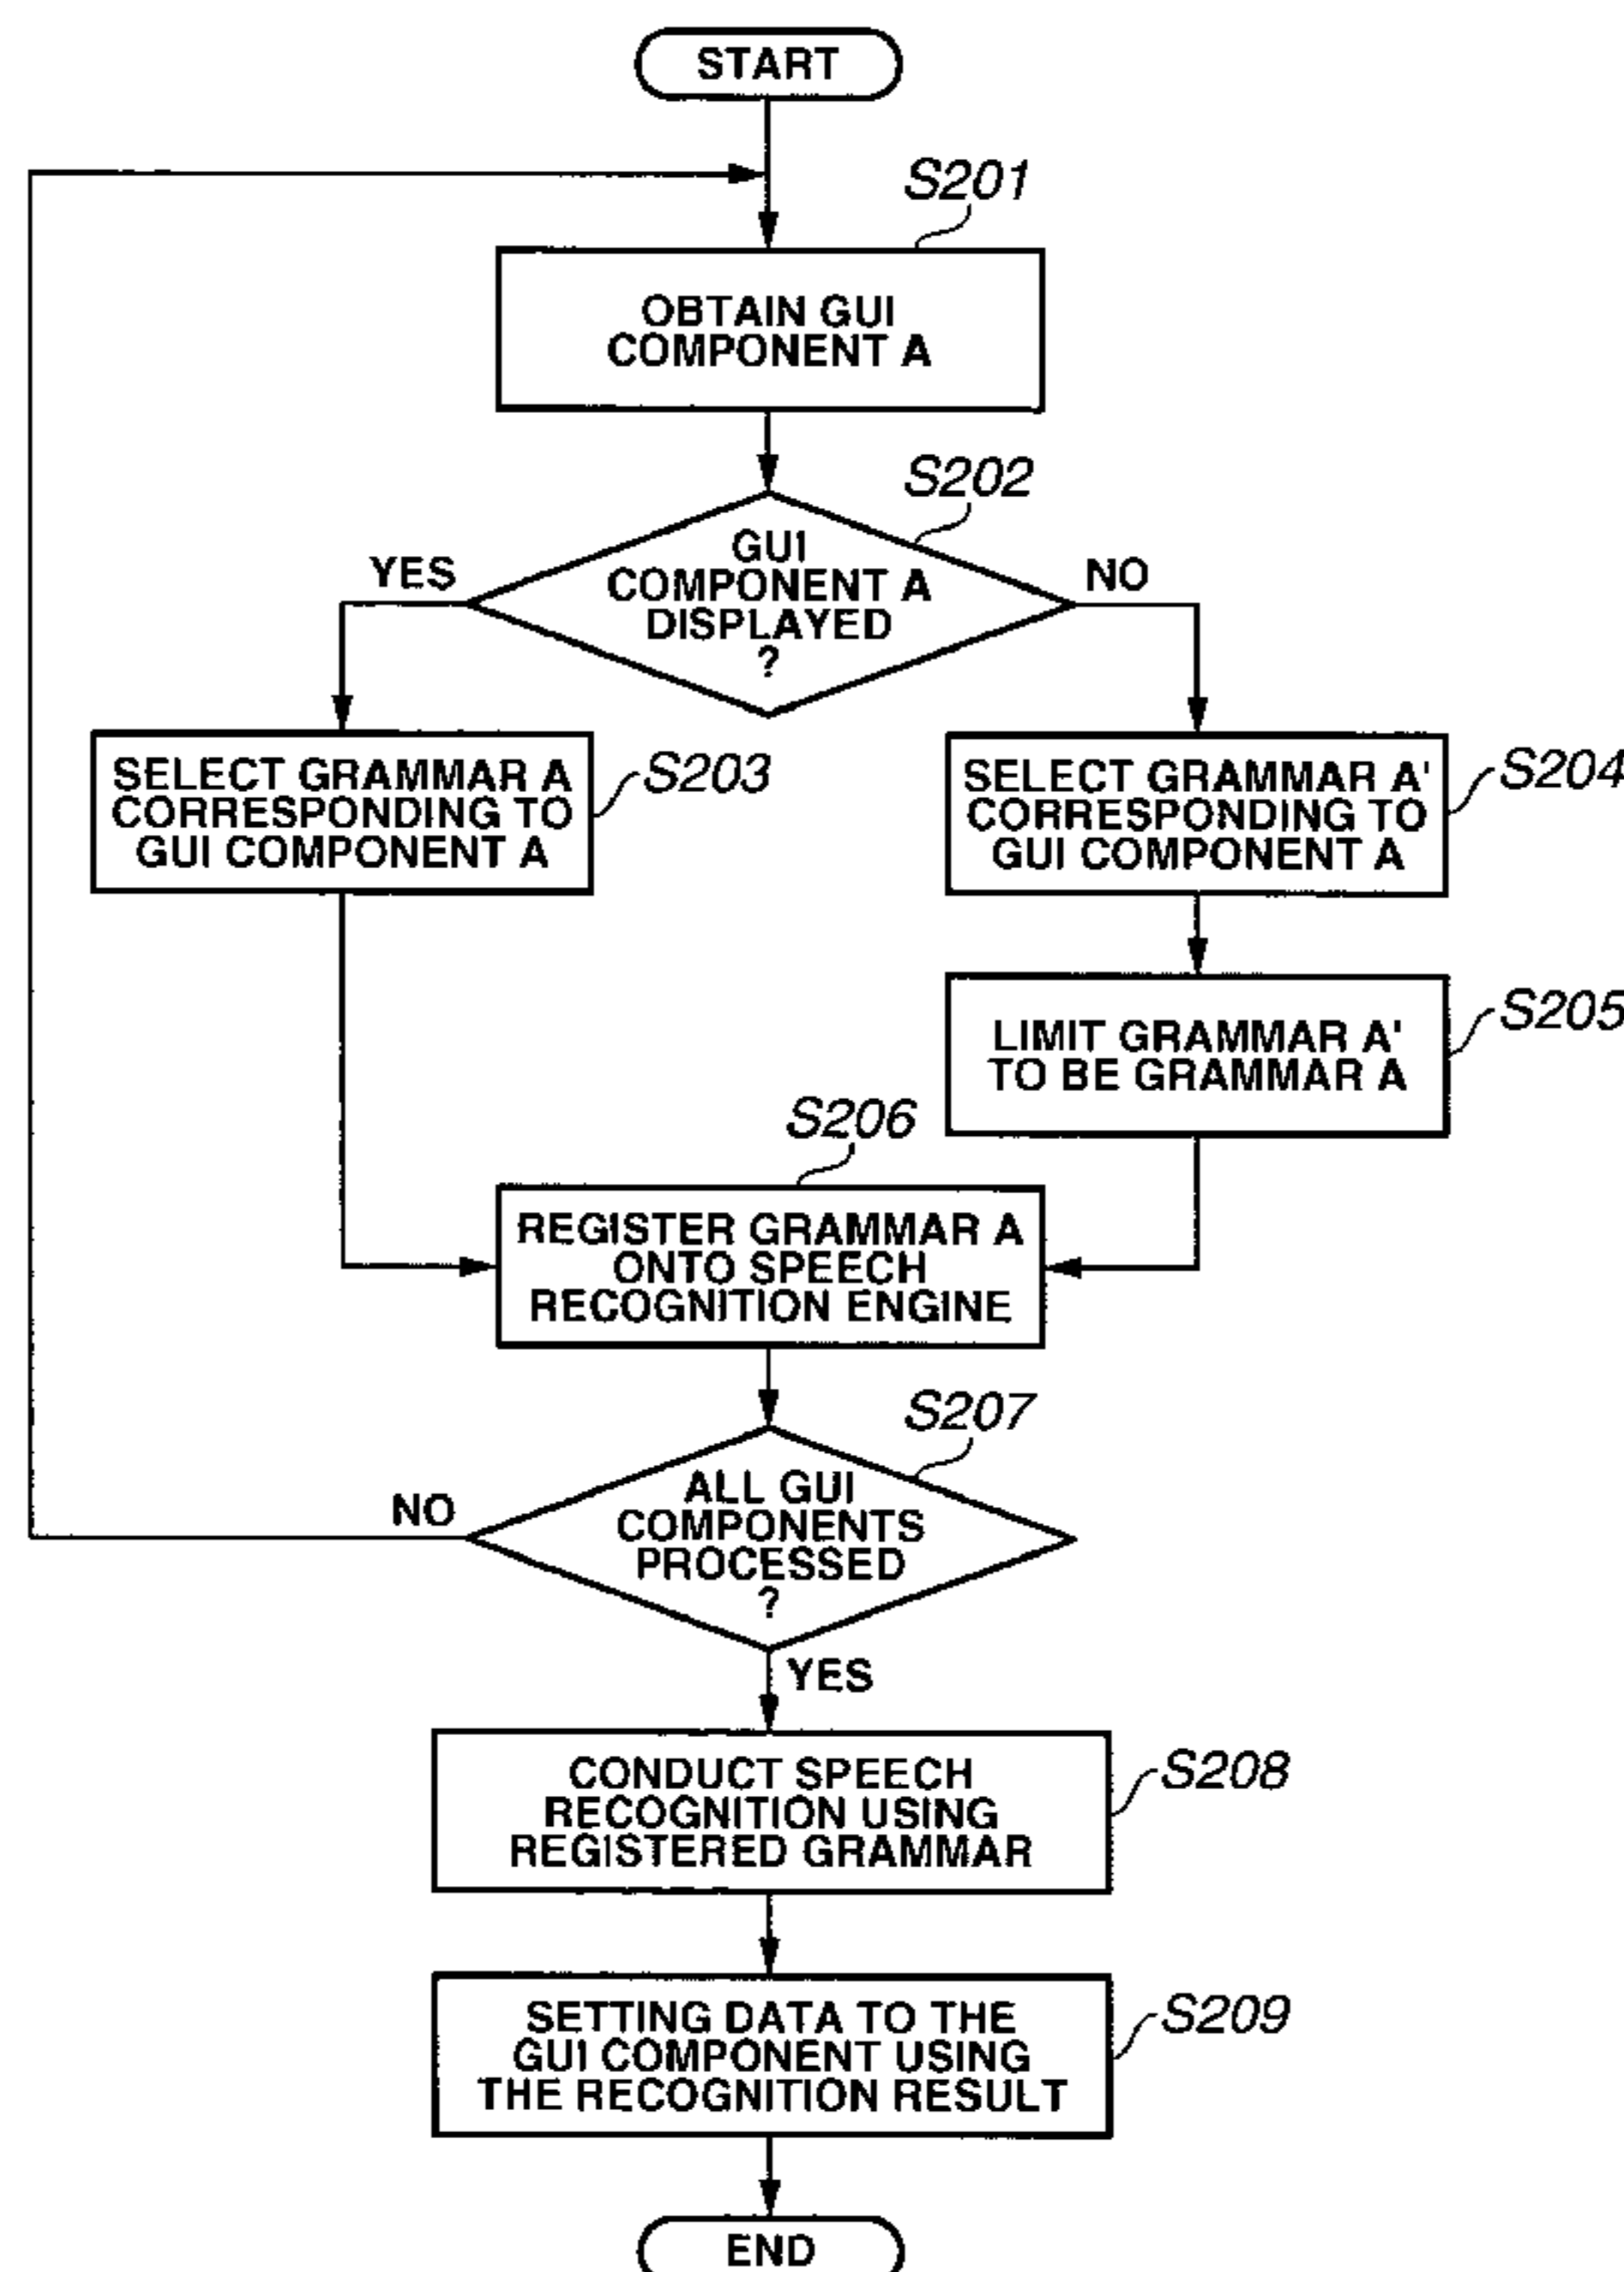 START
S201
OBTAIN GUI
COMPONENT A
S202
GUI
COMPONENT A
DISPLAYED
?
YES
NO
SELECT GRAMMAR A
CORRESPONDING TO
GUI COMPONENT A
S203
SELECT GRAMMAR A'
CORRESPONDING TO
GUI COMPONENT A
S204
LIMIT GRAMMAR A'
TO BE GRAMMAR A
S205
S206
REGISTER GRAMMAR A
ONTO SPEECH
RECOGNITION ENGINE
S207
ALL GUI
COMPONENTS
PROCESSED
?
NO
YES
CONDUCT SPEECH
RECOGNITION USING
REGISTERED GRAMMAR
S208
SETTING DATA TO THE
GUI COMPONENT USING
THE RECOGNITION RESULT
S209
END